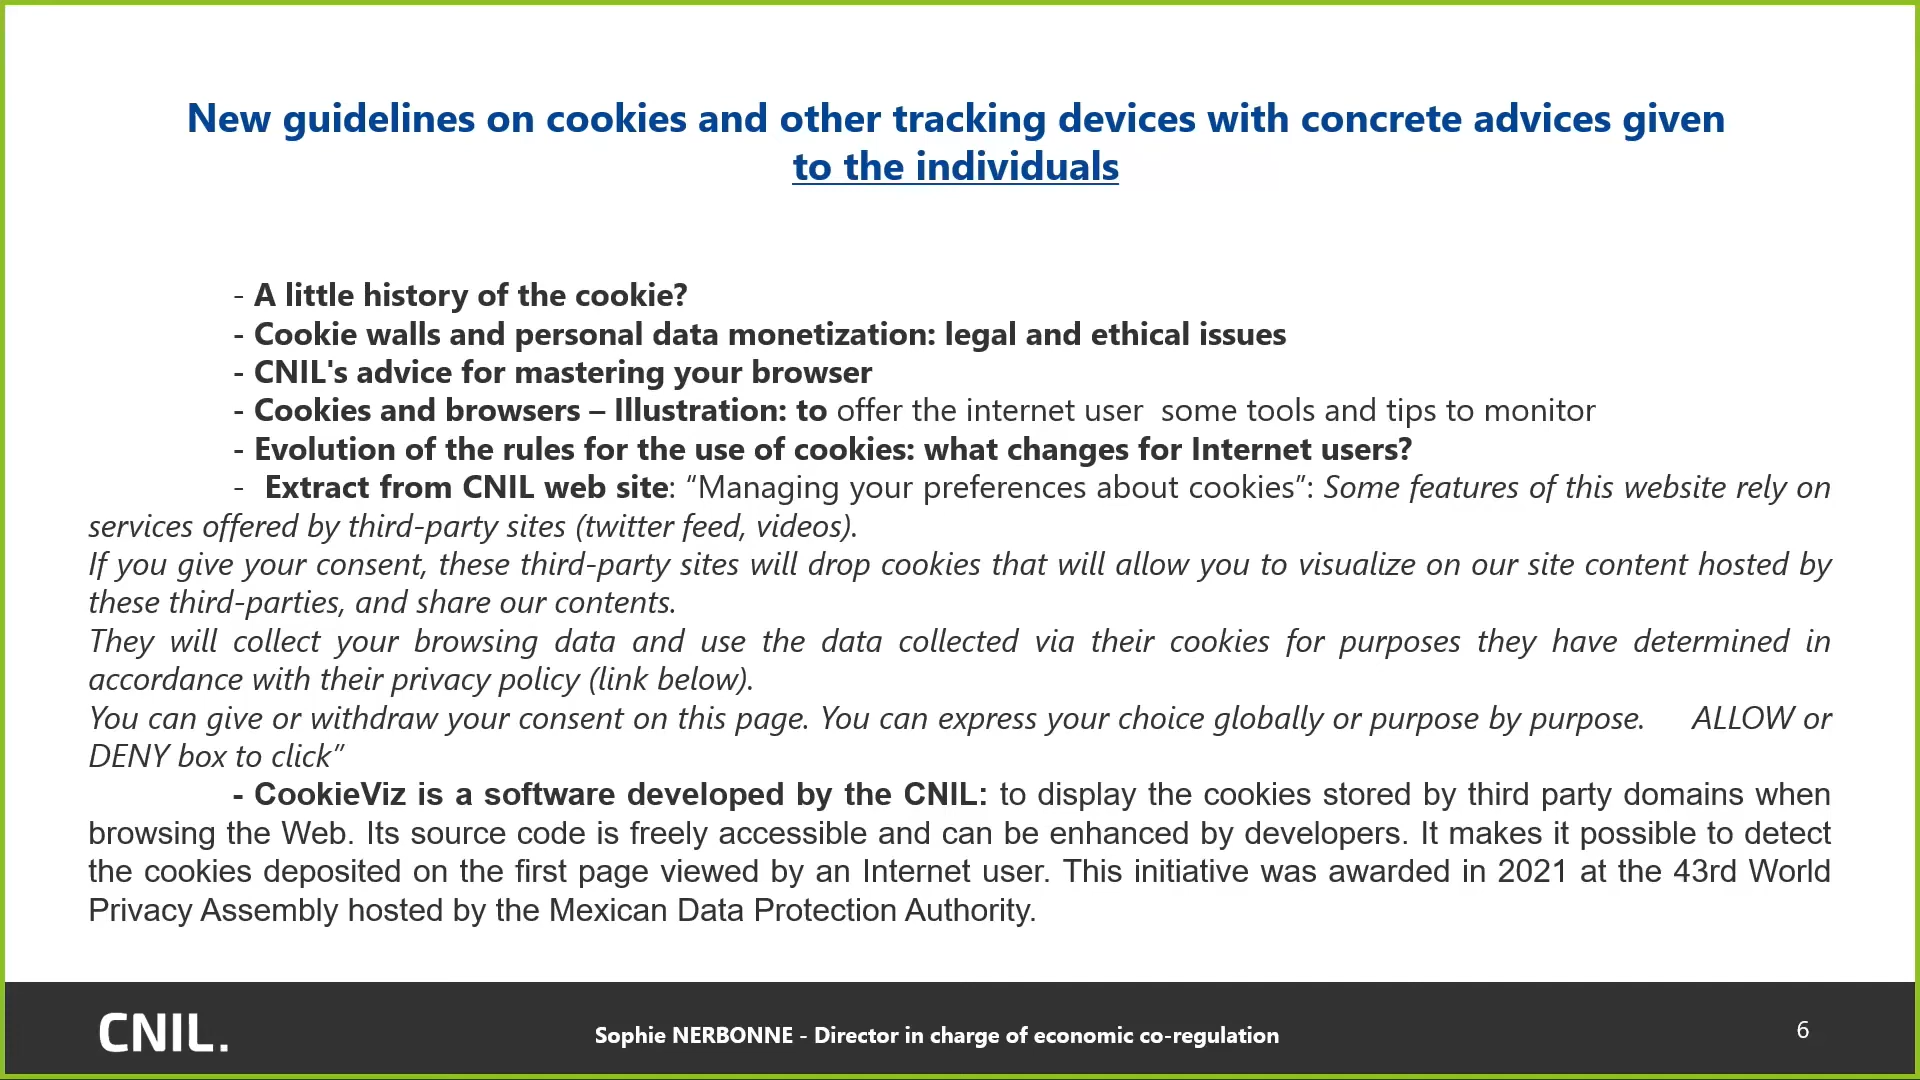 New guidelines on cookies and other tracking devices with concrete advices given
to the individuals
- A little history of the cookie?
- Cookie walls and personal data monetization: legal and ethical issues
- CNIL's advice for mastering your browser
- Cookies and browsers – Illustration: to offer the internet user  some tools and tips to monitor
- Evolution of the rules for the use of cookies: what changes for Internet users?
-  Extract from CNIL web site: “Managing your preferences about cookies”: Some features of this website rely on
services offered by third-party sites (twitter feed, videos).
If you give your consent, these third-party sites will drop cookies that will allow you to visualize on our site content hosted by
these third-parties, and share our contents.
They will collect your browsing data and use the data collected via their cookies for purposes they have determined in
accordance with their privacy policy (link below).
You can give or withdraw your consent on this page. You can express your choice globally or purpose by purpose.    ALLOW or
DENY box to click”
- CookieViz is a software developed by the CNIL: to display the cookies stored by third party domains when
browsing the Web. Its source code is freely accessible and can be enhanced by developers. It makes it possible to detect
the cookies deposited on the first page viewed by an Internet user. This initiative was awarded in 2021 at the 43rd World
Privacy Assembly hosted by the Mexican Data Protection Authority.
CNIL.
Sophie NERBONNE - Director in charge of economic co-regulation
6